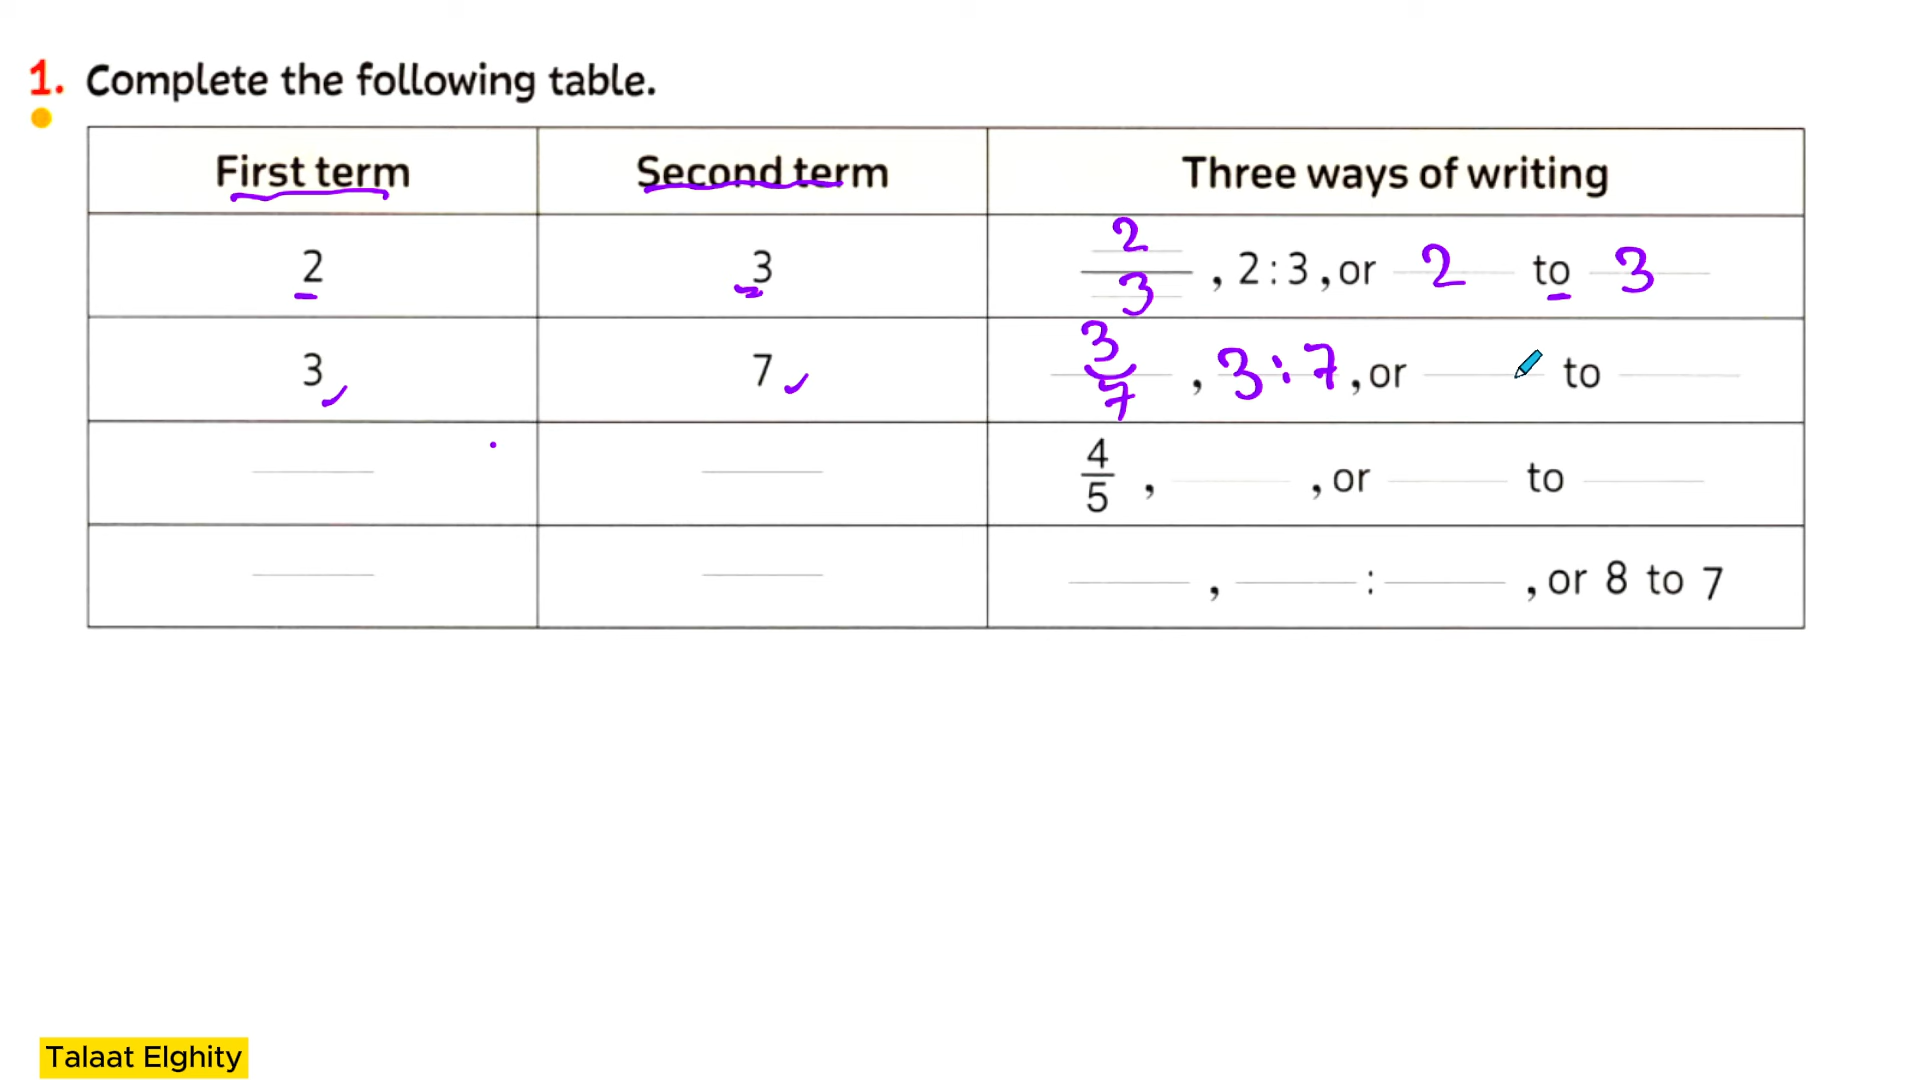 1. Complete the following table.
First term Second term Three ways of writing
2 3 2/3 , 2 : 3 , or 2 to 3
3 7 3/7 , 3 : 7 , or to
4/5 , , or to
, : , or 8 to 7
Talaat Elghity